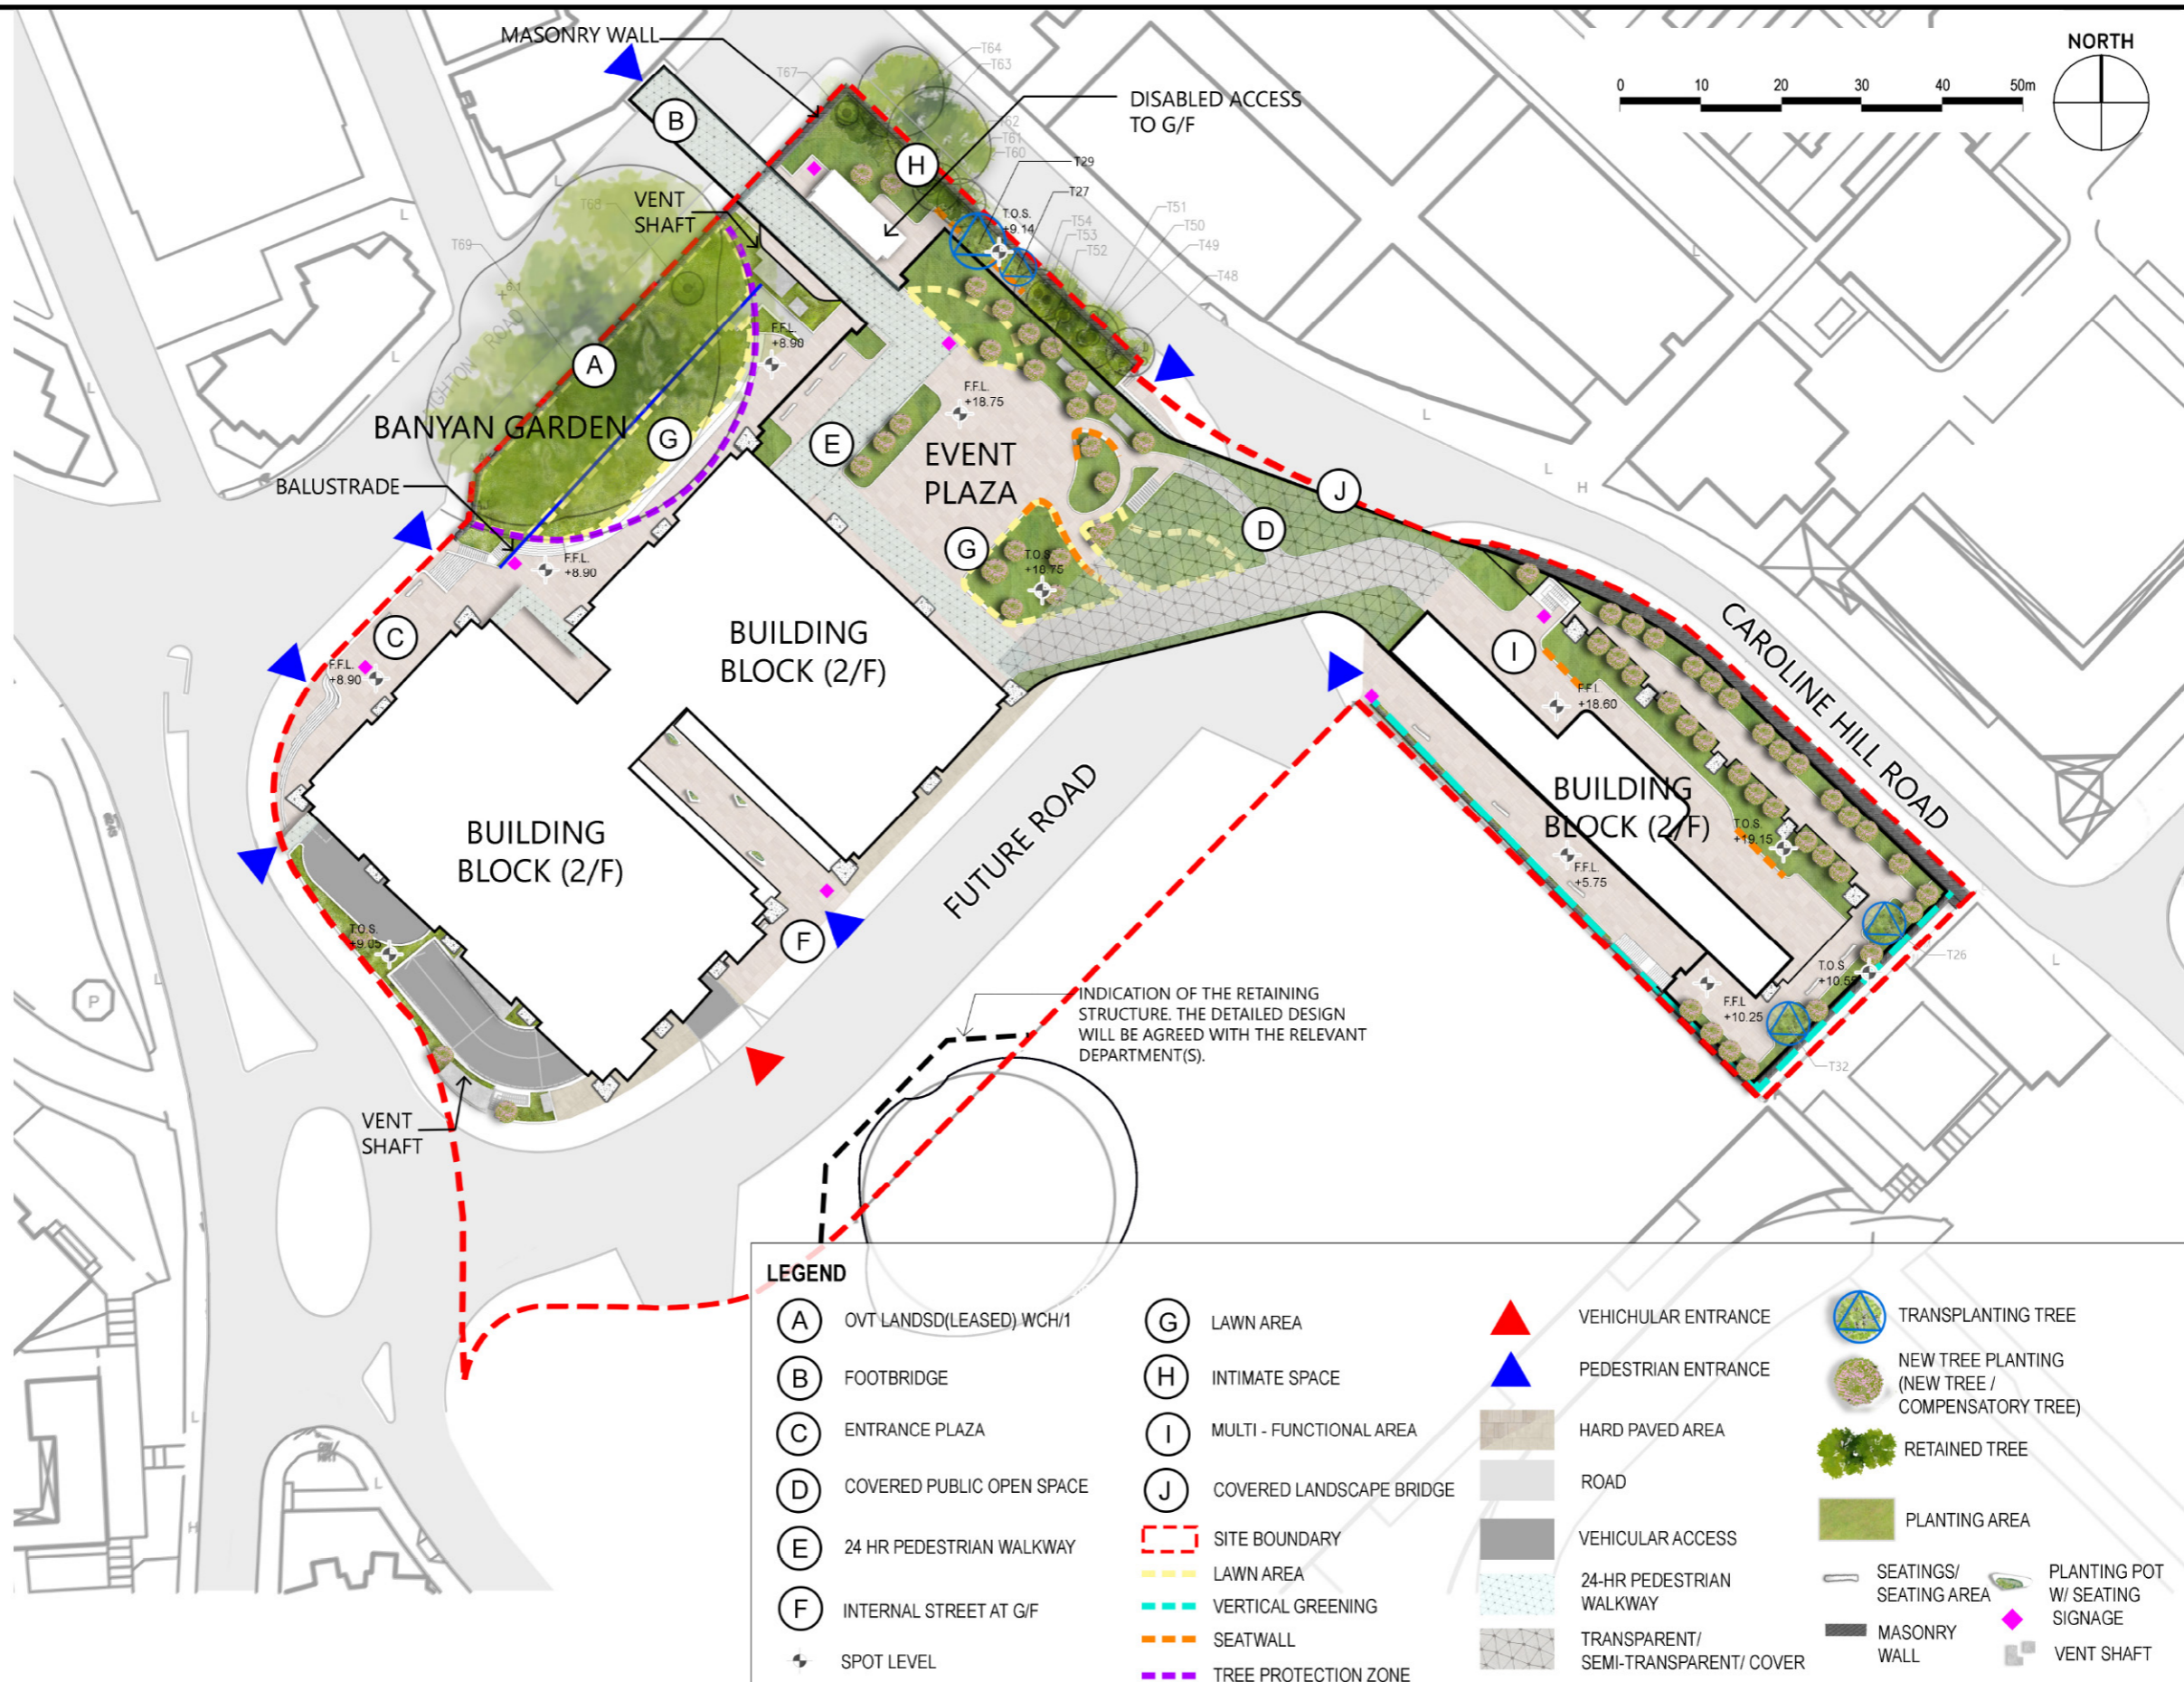 MASONRY WALL
NORTH
0 10 20 30 40 50m
T64
T63
T67
B
DISABLED ACCESS
TO G/F
T62
T61
T60
H
T29
T27
VENT
SHAFT
T68
T.O.S.
+9.14
T54
T53
T52
T51
T50
T49
T48
T69
+6.1
A
F.F.L.
+8.90
F.F.L.
+18.75
BANYAN GARDEN
G
E
EVENT
PLAZA
BALUSTRADE
J
D
G
T.O.S.
+18.75
F.F.L.
+8.90
C
F.F.L.
+8.90
BUILDING
BLOCK (2/F)
I
F.F.L.
+18.60
CAROLINE HILL ROAD
BUILDING
BLOCK (2/F)
T.O.S.
+19.15
F.F.L.
+5.75
BUILDING
BLOCK (2/F)
FUTURE ROAD
T.O.S.
+9.05
F
T26
T.O.S.
F.F.L.
+10.25
T32
INDICATION OF THE RETAINING
STRUCTURE. THE DETAILED DESIGN
WILL BE AGREED WITH THE RELEVANT
DEPARTMENT(S).
P
VENT
SHAFT
LEGEND
A OVT LANDSD(LEASED) WCH/1
B FOOTBRIDGE
C ENTRANCE PLAZA
D COVERED PUBLIC OPEN SPACE
E 24 HR PEDESTRIAN WALKWAY
F INTERNAL STREET AT G/F
SPOT LEVEL
G LAWN AREA
H INTIMATE SPACE
I MULTI - FUNCTIONAL AREA
J COVERED LANDSCAPE BRIDGE
SITE BOUNDARY
LAWN AREA
VERTICAL GREENING
SEATWALL
TREE PROTECTION ZONE
VEHICHULAR ENTRANCE
PEDESTRIAN ENTRANCE
HARD PAVED AREA
ROAD
VEHICULAR ACCESS
24-HR PEDESTRIAN
WALKWAY
TRANSPARENT/
SEMI-TRANSPARENT/ COVER
TRANSPLANTING TREE
NEW TREE PLANTING
(NEW TREE /
COMPENSATORY TREE)
RETAINED TREE
PLANTING AREA
SEATINGS/
SEATING AREA
PLANTING POT
W/ SEATING
SIGNAGE
MASONRY
WALL
VENT SHAFT